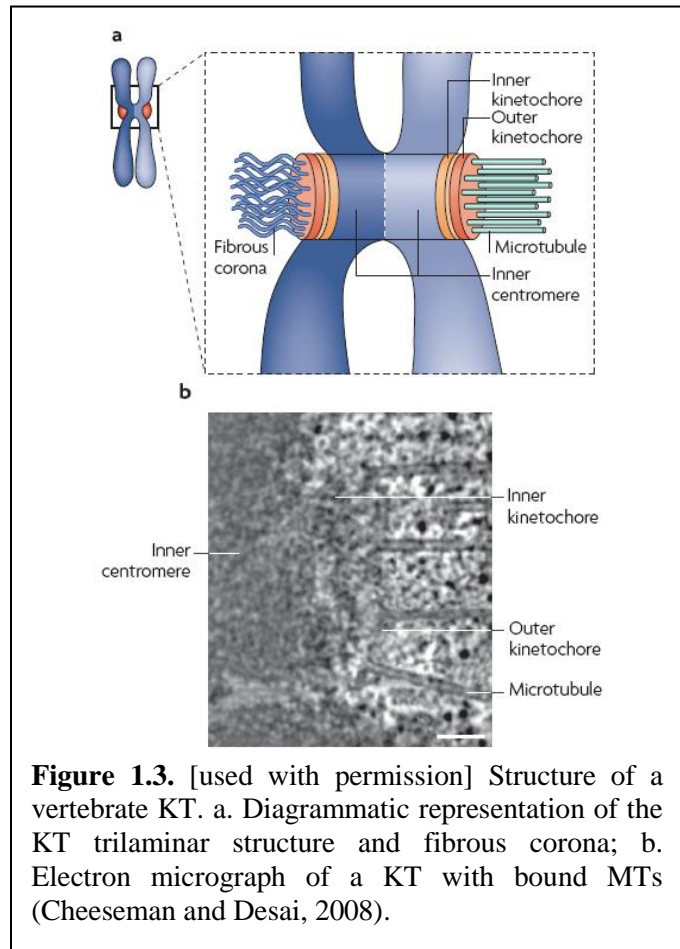 a
Inner
kinetochore
Outer
kinetochore
Fibrous
corona
Microtubule
Inner
centromere
b
Inner
kinetochore
Inner
centromere
Outer
kinetochore
Microtubule
Figure 1.3. [used with permission] Structure of a
vertebrate KT. a. Diagrammatic representation of the
KT trilaminar structure and fibrous corona; b.
Electron micrograph of a KT with bound MTs
(Cheeseman and Desai, 2008).